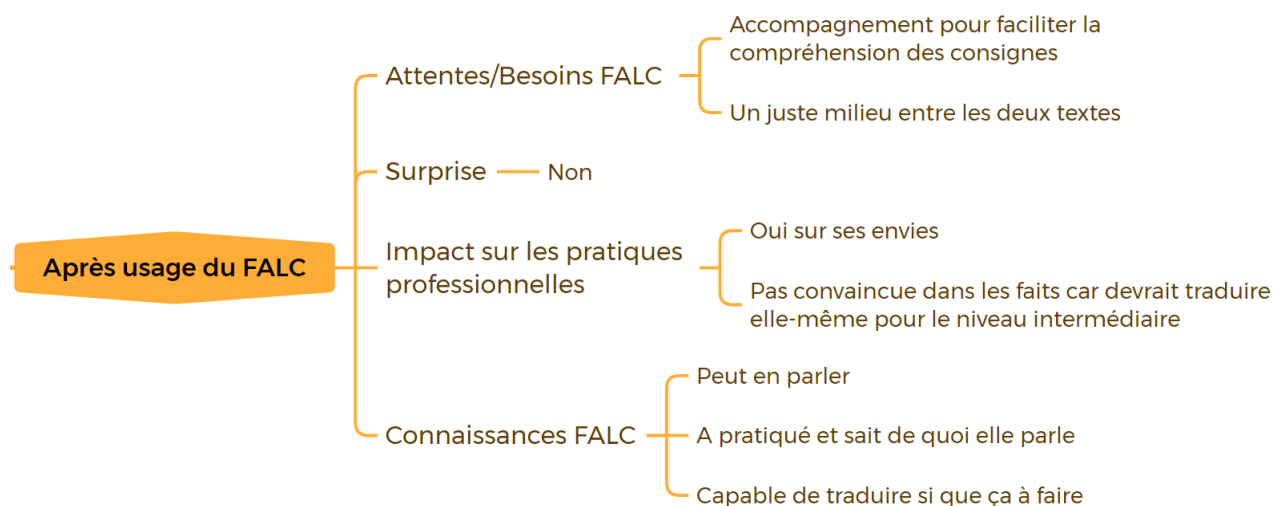 Après usage du FALC
Attentes/Besoins FALC
Accompagnement pour faciliter la
compréhension des consignes
Un juste milieu entre les deux textes
Surprise
Non
Impact sur les pratiques
professionnelles
Oui sur ses envies
Pas convaincue dans les faits car devrait traduire
elle-même pour le niveau intermédiaire
Connaissances FALC
Peut en parler
A pratiqué et sait de quoi elle parle
Capable de traduire si que ça à faire